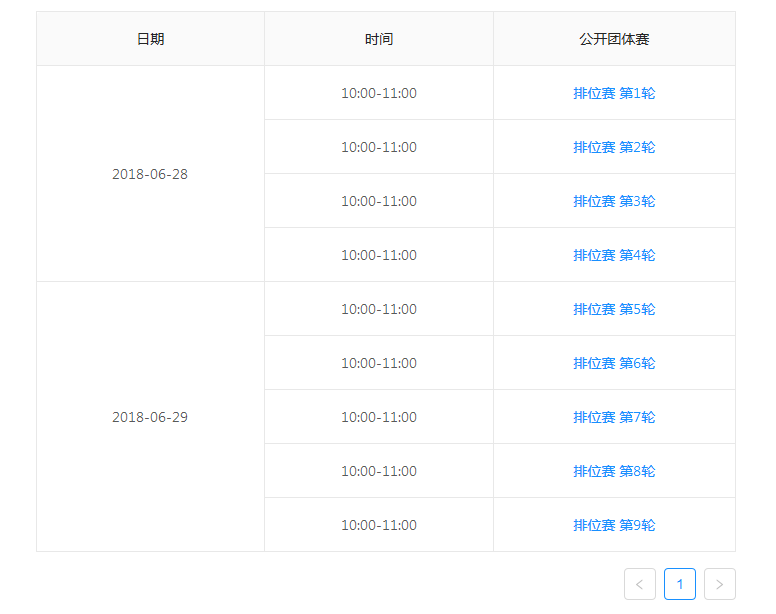 日期 时间 公开团体赛
10:00-11:00 排位赛 第1轮
10:00-11:00 排位赛 第2轮
2018-06-28
10:00-11:00 排位赛 第3轮
10:00-11:00 排位赛 第4轮
10:00-11:00 排位赛 第5轮
10:00-11:00 排位赛 第6轮
2018-06-29 10:00-11:00 排位赛 第7轮
10:00-11:00 排位赛 第8轮
10:00-11:00 排位赛 第9轮
< 1 >